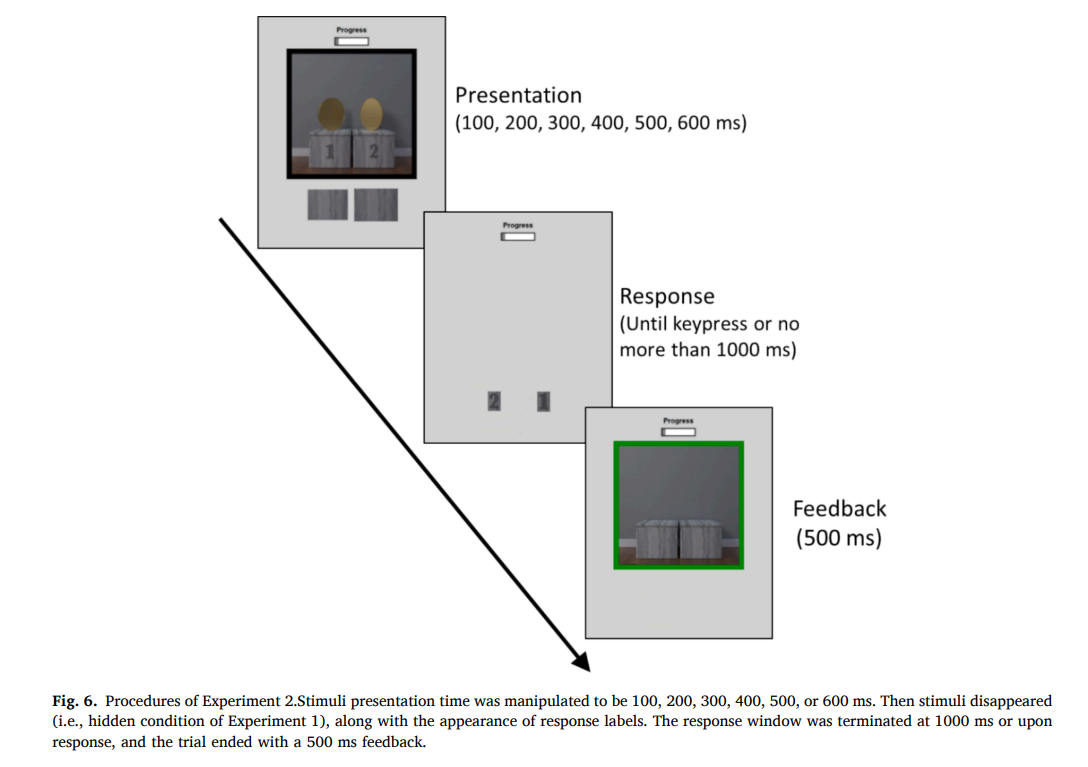 Progress
1 2
Presentation
(100, 200, 300, 400, 500, 600 ms)
Progress
2 1
Response
(Until keypress or no
more than 1000 ms)
Progress
Feedback
(500 ms)
Fig. 6. Procedures of Experiment 2.Stimuli presentation time was manipulated to be 100, 200, 300, 400, 500, or 600 ms. Then stimuli disappeared
(i.e., hidden condition of Experiment 1), along with the appearance of response labels. The response window was terminated at 1000 ms or upon
response, and the trial ended with a 500 ms feedback.